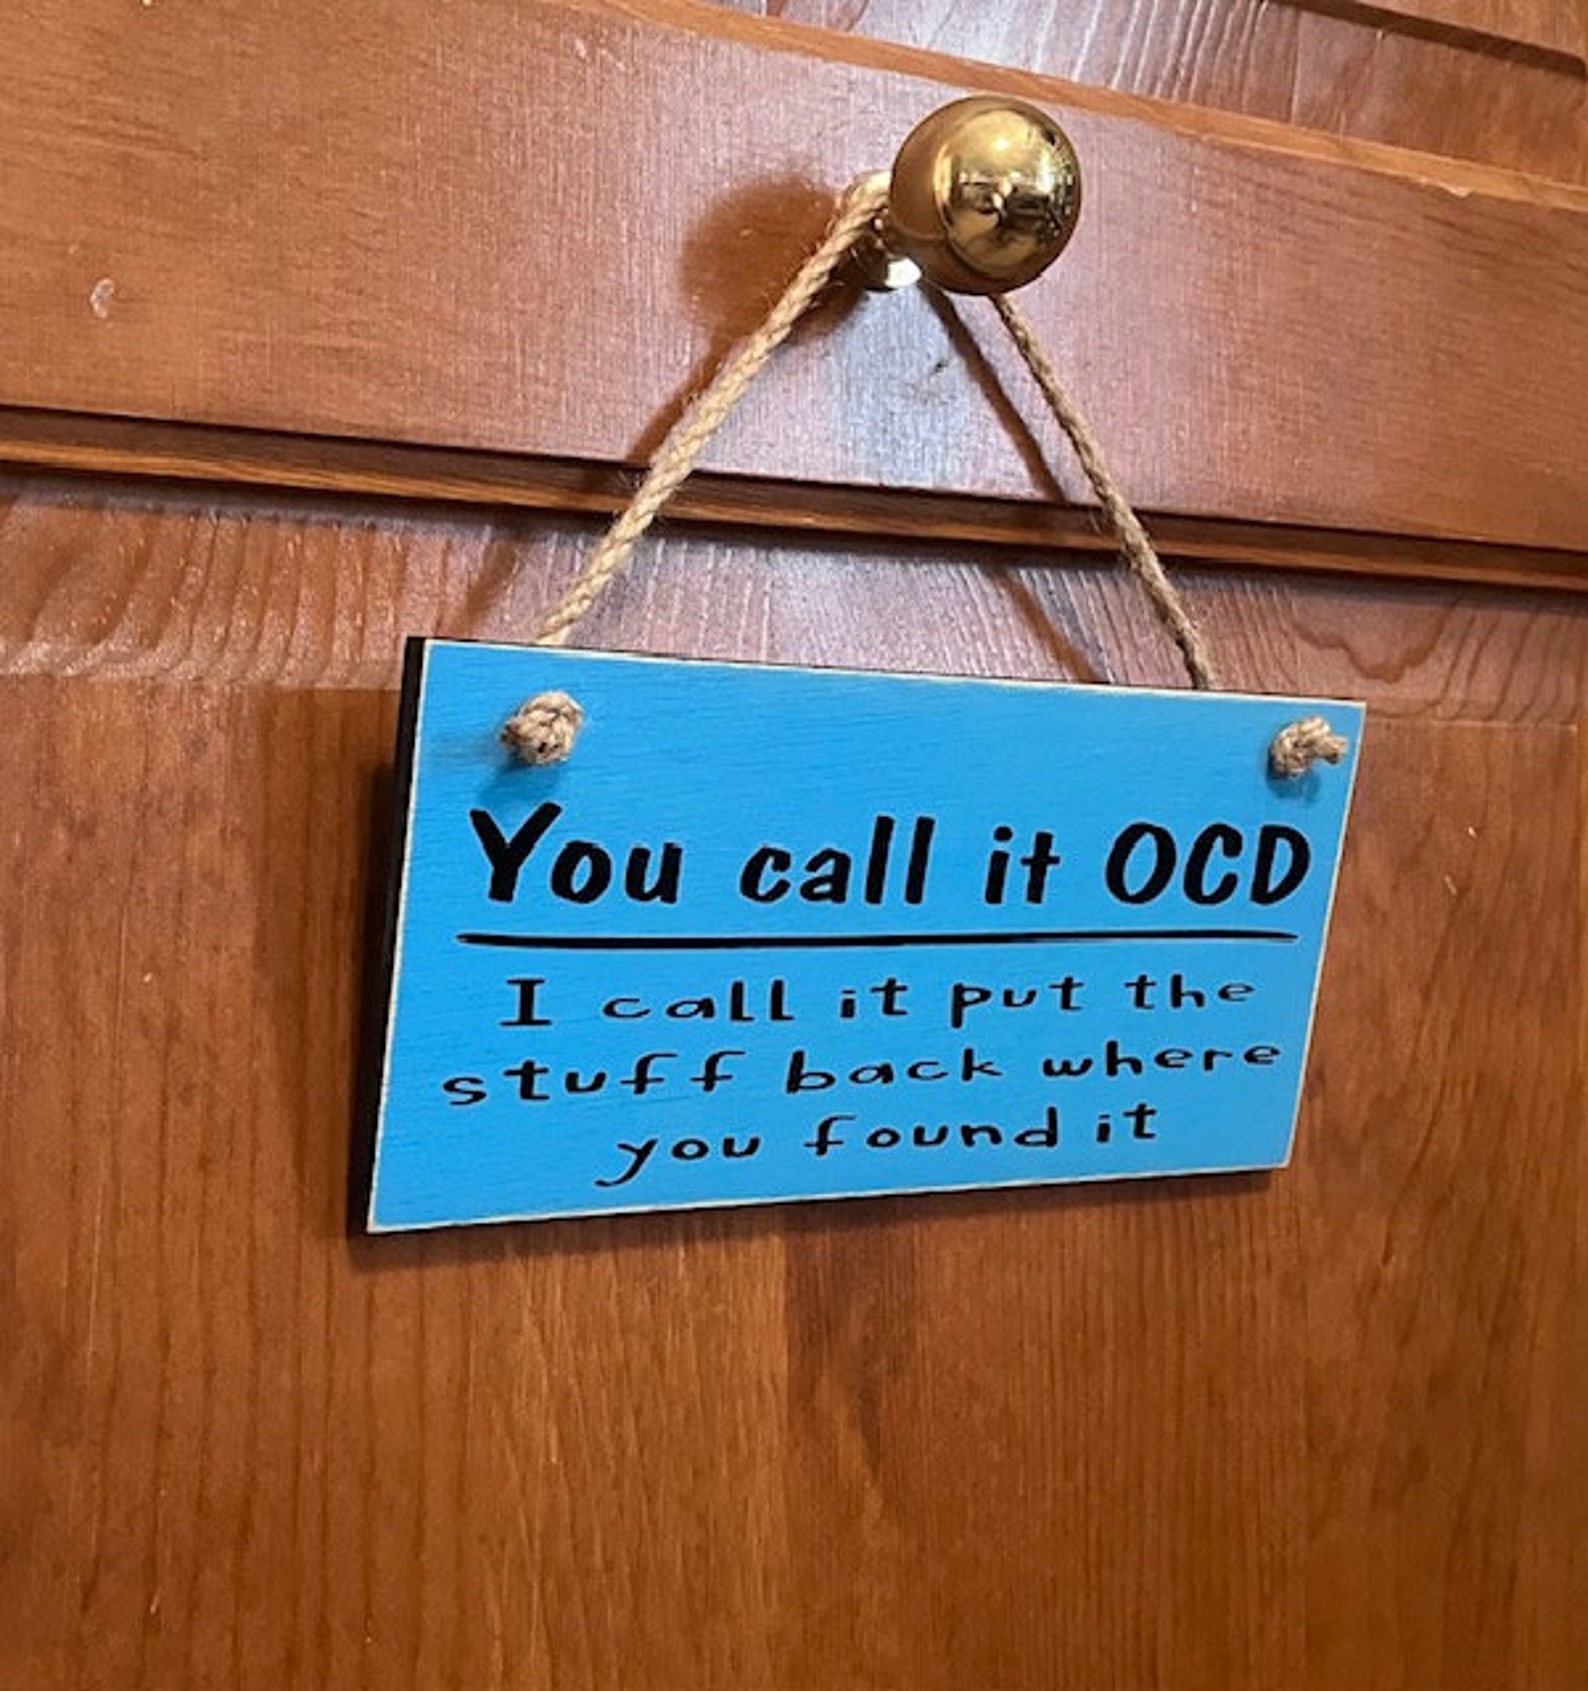 You call it OCD
I call it put the
stuff back where
you found it